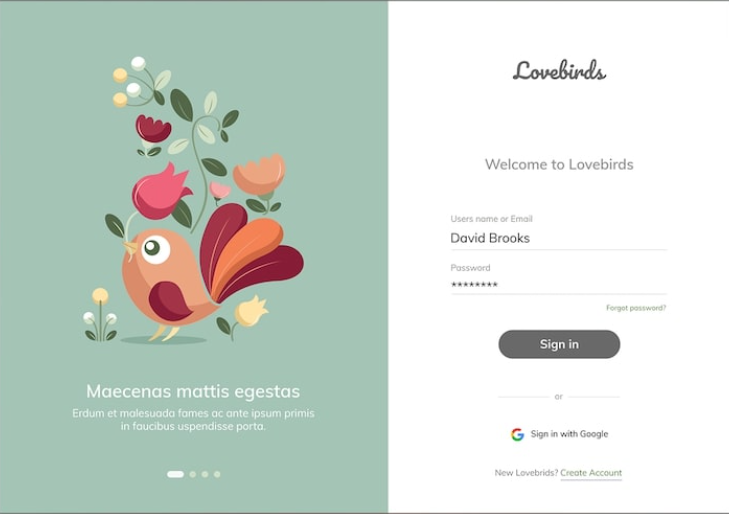 Maecenas mattis egestas
Erdum et malesuada fames ac ante ipsum primis
in faucibus uspendisse porta.
Lovebirds
Welcome to Lovebirds
Users name or Email
David Brooks
Password
********
Forgot password?
Sign in
or
Sign in with Google
New Lovebrids? Create Account